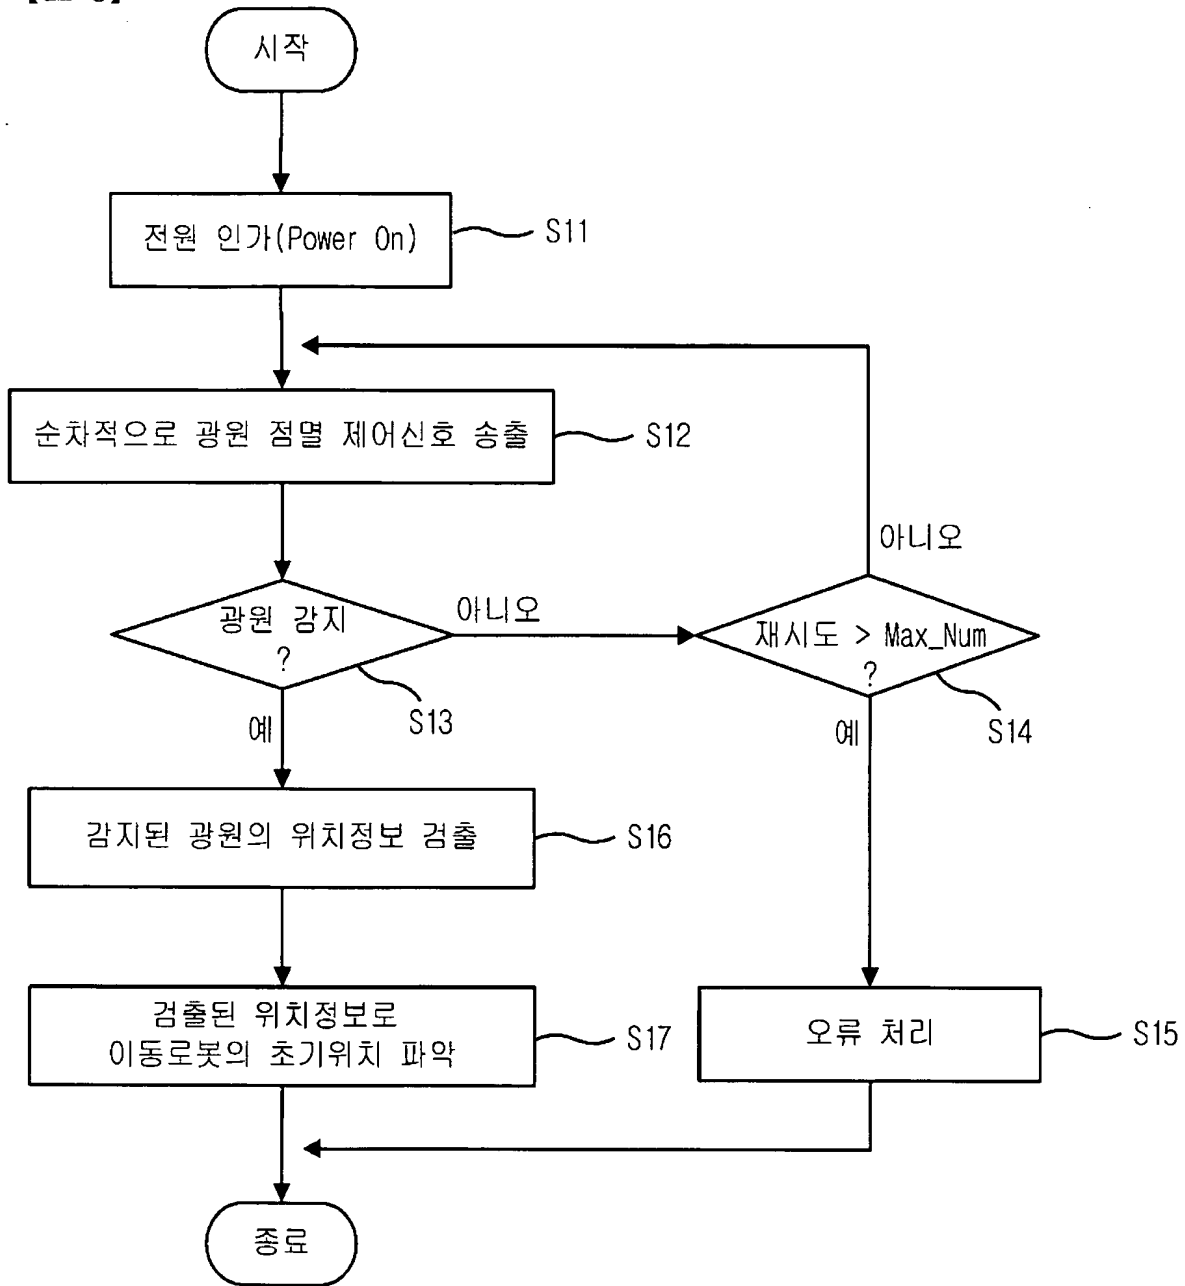 시작
전원 인가(Power On)
S11
순차적으로 광원 점멸 제어신호 송출
S12
아니오
광원 감지
?
아니오
S13
예
재시도 > Max_Num
?
S14
예
감지된 광원의 위치정보 검출
S16
검출된 위치정보로
이동로봇의 초기위치 파악
S17
오류 처리
S15
종료